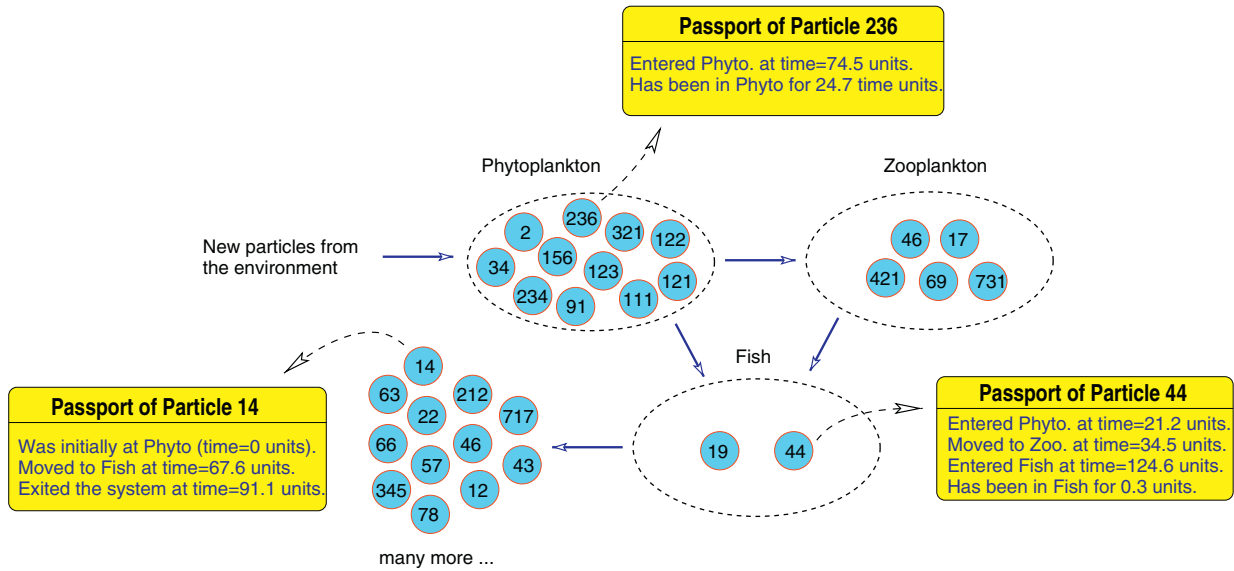 Passport of Particle 236
Entered Phyto. at time=74.5 units.
Has been in Phyto for 24.7 time units.
Phytoplankton
Zooplankton
New particles from
the environment
236
2
321
122
156
34
123
121
234
91
111
46
17
421
69
731
Fish
14
63
212
22
717
66
46
57
43
345
12
78
many more ...
19
44
Passport of Particle 14
Was initially at Phyto (time=0 units).
Moved to Fish at time=67.6 units.
Exited the system at time=91.1 units.
Passport of Particle 44
Entered Phyto. at time=21.2 units.
Moved to Zoo. at time=34.5 units.
Entered Fish at time=124.6 units.
Has been in Fish for 0.3 units.